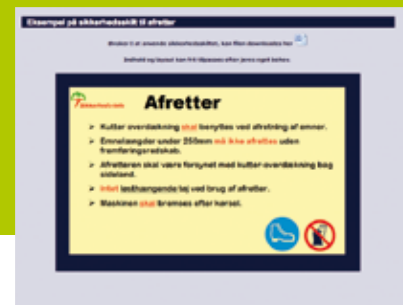 Eksempel på sikkerhedsskilt til afretter
Ønsker I at anvende sikkerhedsskiltet, kan filen downloades her
Indhold og layout kan frit tilpasses efter jeres eget behov.
Afretter
Kutter overdækning skal benyttes ved afretning af emner.
Emnelængder under 250mm må ikke afrettes uden
fremføringsredskab.
Afretteren skal være forsynet med kutter overdækning bag
sideland.
Intet løsthængende tøj ved brug af afretter.
Maskinen skal bremses efter kørsel.